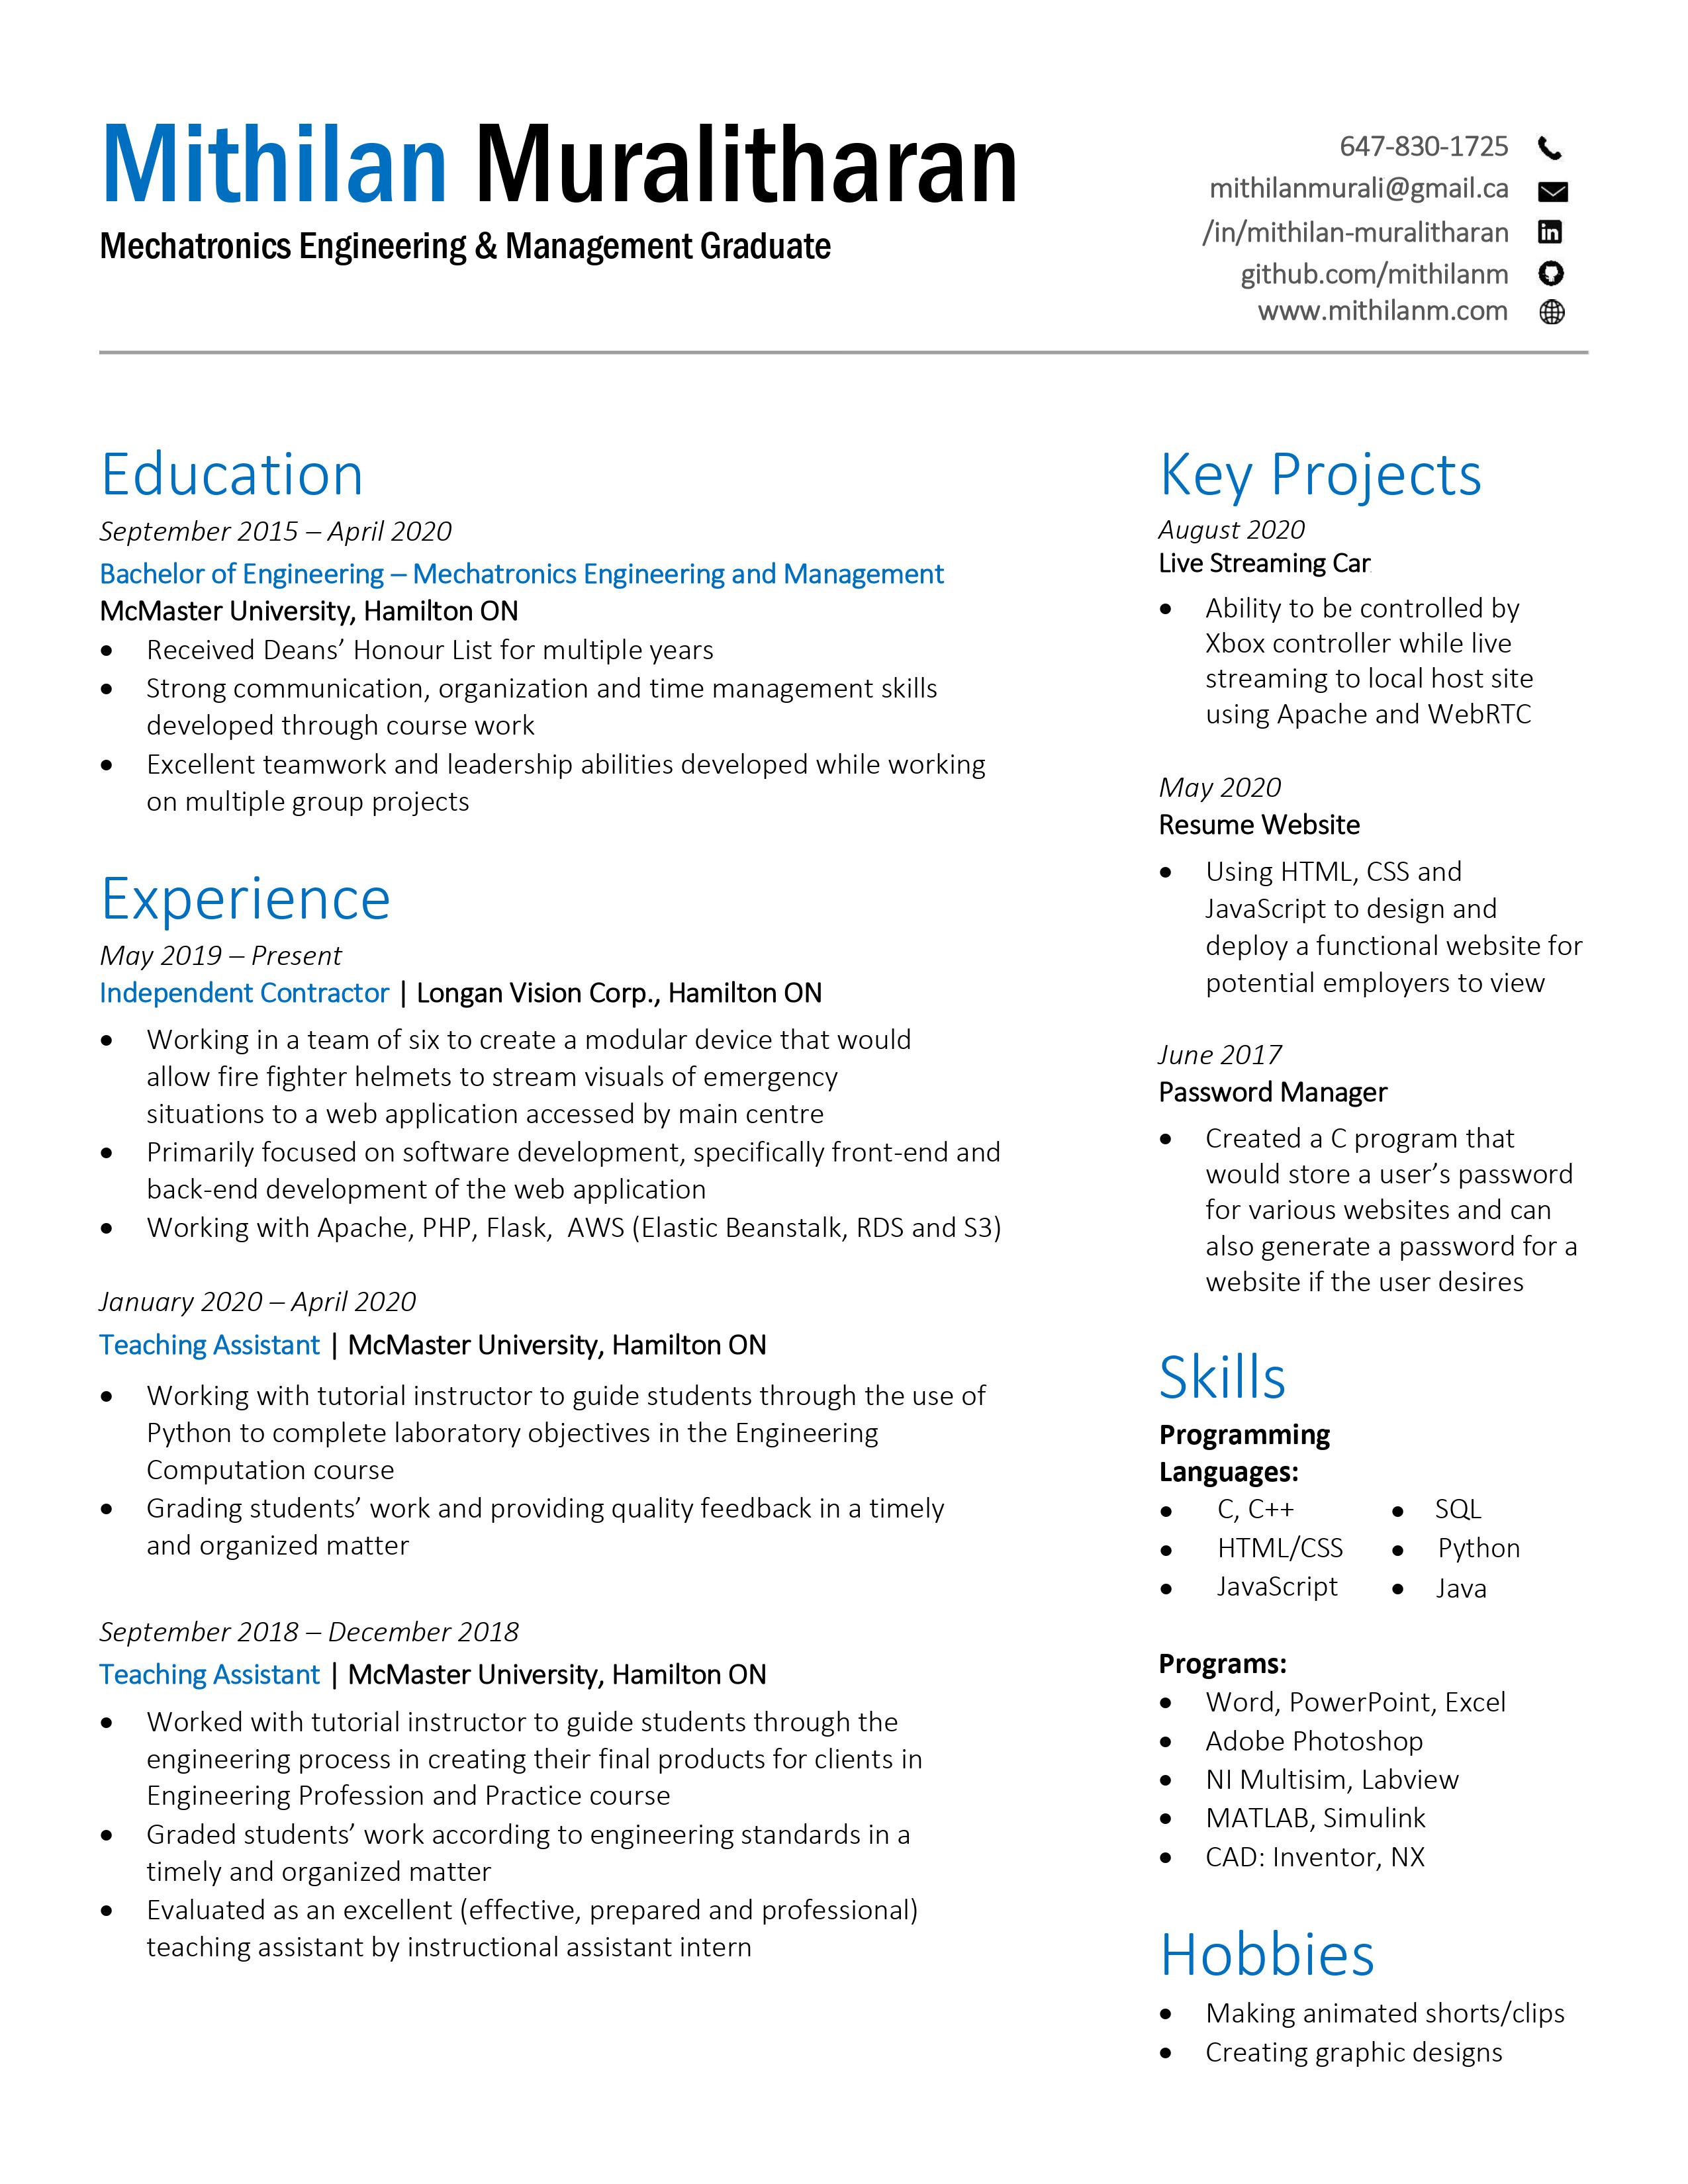 Mithilan Muralitharan
Mechatronics Engineering & Management Graduate
647-830-1725
mithilanmurali@gmail.ca
/in/mithilan-muralitharan
github.com/mithilanm
www.mithilanm.com
Education
September 2015 – April 2020
Bachelor of Engineering – Mechatronics Engineering and Management
McMaster University, Hamilton ON
• Received Deans’ Honour List for multiple years
• Strong communication, organization and time management skills
developed through course work
• Excellent teamwork and leadership abilities developed while working
on multiple group projects
Experience
May 2019 – Present
Independent Contractor | Longan Vision Corp., Hamilton ON
• Working in a team of six to create a modular device that would
allow fire fighter helmets to stream visuals of emergency
situations to a web application accessed by main centre
• Primarily focused on software development, specifically front-end and
back-end development of the web application
• Working with Apache, PHP, Flask,  AWS (Elastic Beanstalk, RDS and S3)
January 2020 – April 2020
Teaching Assistant | McMaster University, Hamilton ON
• Working with tutorial instructor to guide students through the use of
Python to complete laboratory objectives in the Engineering
Computation course
• Grading students’ work and providing quality feedback in a timely
and organized matter
September 2018 – December 2018
Teaching Assistant | McMaster University, Hamilton ON
• Worked with tutorial instructor to guide students through the
engineering process in creating their final products for clients in
Engineering Profession and Practice course
• Graded students’ work according to engineering standards in a
timely and organized matter
• Evaluated as an excellent (effective, prepared and professional)
teaching assistant by instructional assistant intern
Key Projects
August 2020
Live Streaming Car
• Ability to be controlled by
Xbox controller while live
streaming to local host site
using Apache and WebRTC
May 2020
Resume Website
• Using HTML, CSS and
JavaScript to design and
deploy a functional website for
potential employers to view
June 2017
Password Manager
• Created a C program that
would store a user’s password
for various websites and can
also generate a password for a
website if the user desires
Skills
Programming
Languages:
• C, C++ • SQL
• HTML/CSS • Python
• JavaScript • Java
Programs:
• Word, PowerPoint, Excel
• Adobe Photoshop
• NI Multisim, Labview
• MATLAB, Simulink
• CAD: Inventor, NX
Hobbies
• Making animated shorts/clips
• Creating graphic designs